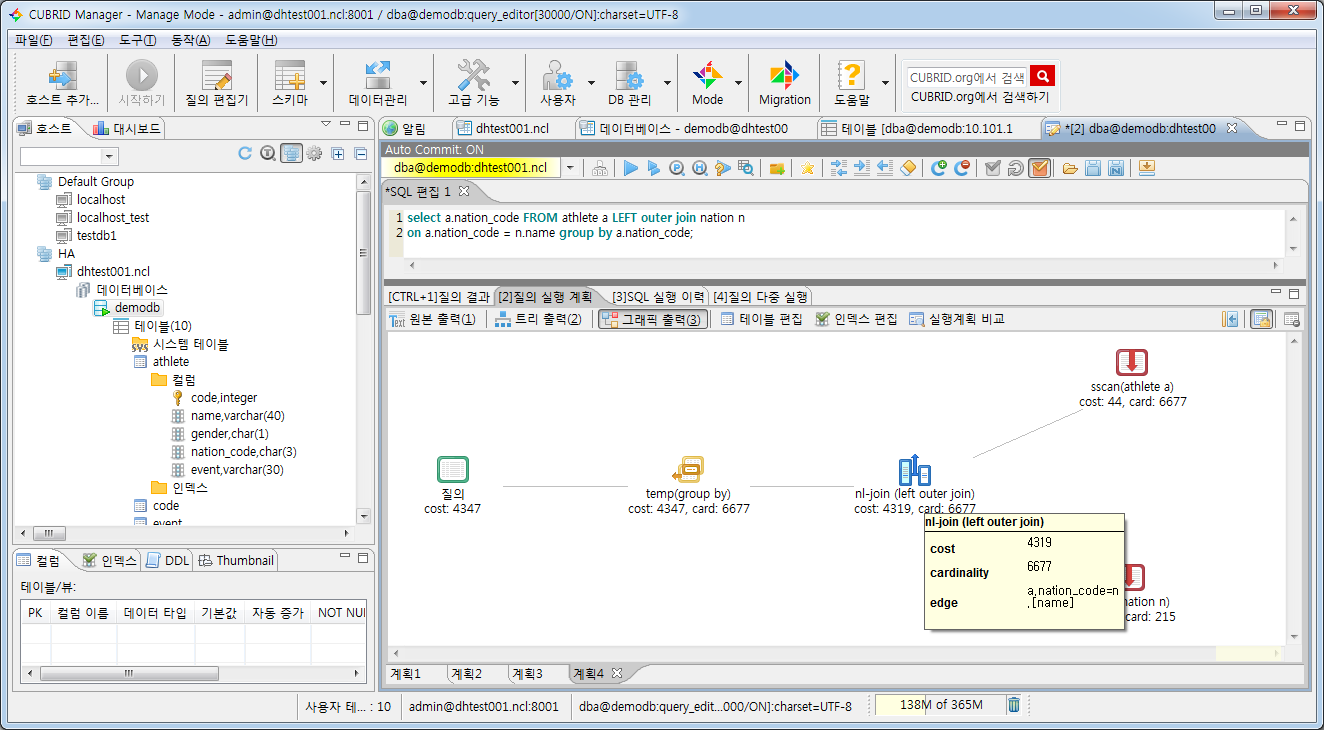 CUBRID Manager - Manage Mode - admin@dhtest001.ncl:8001 / dba@demodb:query_editor[30000/ON]:charset=UTF-8
파일(F) 편집(E) 도구(T) 동작(A) 도움말(H)
호스트 추가... 시작하기 질의 편집기 스키마 데이터관리 고급 기능 사용자 DB 관리 Mode Migration 도움말
CUBRID.org에서 검색
CUBRID.org에서 검색하기
호스트 대시보드
알림 dhtest001.ncl 데이터베이스 - demodb@dhtest00 테이블 [dba@demodb:10.101.1 *[2] dba@demodb:dhtest00
Auto Commit: ON
dba@demodb:dhtest001.ncl
*SQL 편집 1
1 select a.nation_code FROM athlete a LEFT outer join nation n
2 on a.nation_code = n.name group by a.nation_code;
Default Group
localhost
localhost_test
testdb1
HA
dhtest001.ncl
데이터베이스
demodb
테이블(10)
SYS 시스템 테이블
athlete
컬럼
code,integer
name,varchar(40)
gender,char(1)
nation_code,char(3)
event,varchar(30)
인덱스
code
event
[CTRL+1]질의 결과 [2]질의 실행 계획 [3]SQL 실행 이력 [4]질의 다중 실행
Text 원본 출력(1) 트리 출력(2) 그래픽 출력(3) 테이블 편집 인덱스 편집 실행계획 비교
sscan(athlete a)
cost: 44, card: 6677
질의
cost: 4347
temp(group by)
cost: 4347, card: 6677
nl-join (left outer join)
cost: 4319, card: 6677
nl-join (left outer join)
cost 4319
cardinality 6677
edge a,nation_code=n
,[name]
nation n)
card: 215
계획1 계획2 계획3 계획4
컬럼 인덱스 DDL Thumbnail
테이블/뷰:
PK 컬럼 이름 데이터 타입 기본값 자동 증가 NOT NUI
사용자 테... : 10 admin@dhtest001.ncl:8001 dba@demodb:query_edit...000/ON]:charset=UTF-8 138M of 365M